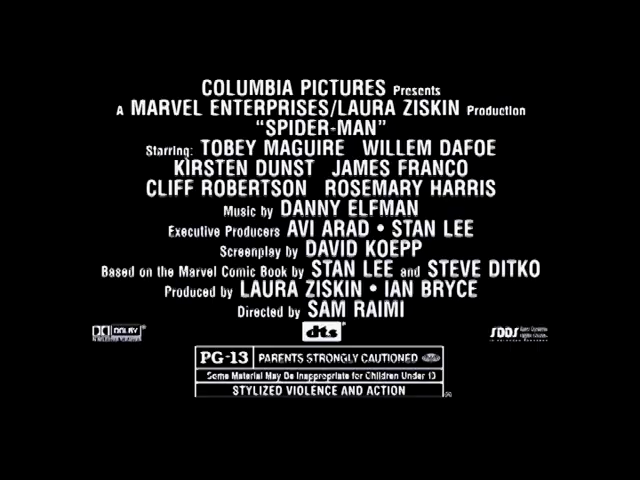 COLUMBIA PICTURES Presents
A MARVEL ENTERPRISES/LAURA ZISKIN Production
“SPIDER-MAN”
Starring: TOBEY MAGUIRE WILLEM DAFOE
KIRSTEN DUNST JAMES FRANCO
CLIFF ROBERTSON ROSEMARY HARRIS
Music by DANNY ELFMAN
Executive Producers AVI ARAD • STAN LEE
Screenplay by DAVID KOEPP
Based on the Marvel Comic Book by STAN LEE and STEVE DITKO
Produced by LAURA ZISKIN • IAN BRYCE
Directed by SAM RAIMI
DOLBY dts SDDS
PG-13 PARENTS STRONGLY CAUTIONED
Some Material May Be Inappropriate for Children Under 13
STYLIZED VIOLENCE AND ACTION